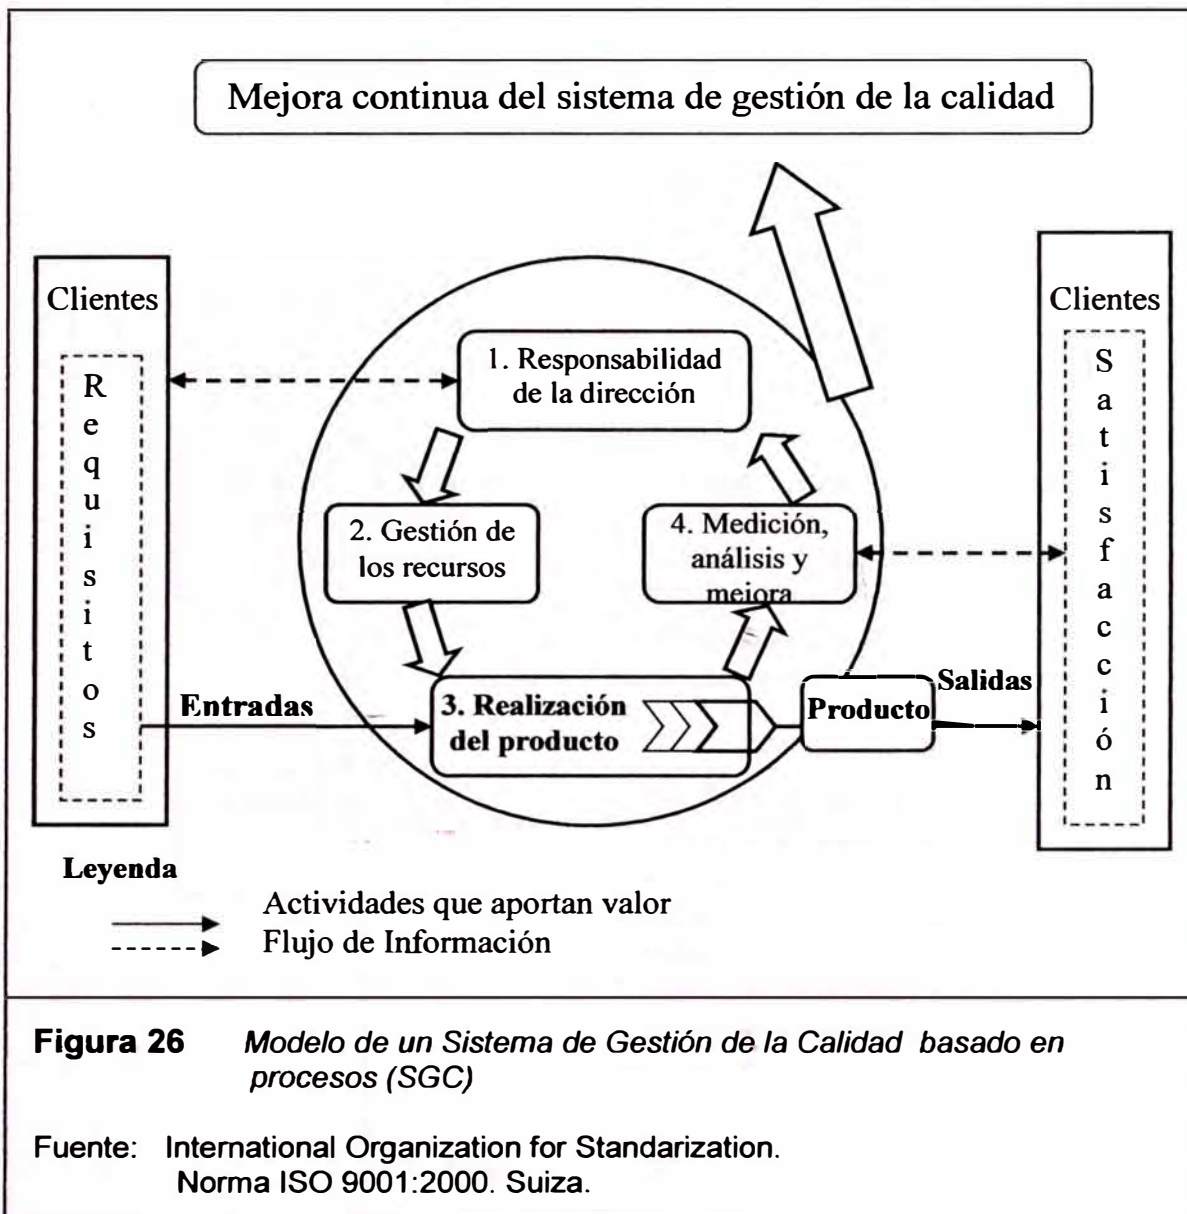 Mejora continua del sistema de gestión de la calidad
Clientes
Requisitos
Clientes
Satisfacción
1. Responsabilidad
de la dirección
2. Gestión de
los recursos
4. Medición,
análisis y
mejora
Entradas
3. Realización
del producto
Producto
Salidas
Leyenda
Actividades que aportan valor
Flujo de Información
Figura 26 Modelo de un Sistema de Gestión de la Calidad basado en
procesos (SGC)
Fuente: International Organization for Standarization.
Norma ISO 9001:2000. Suiza.